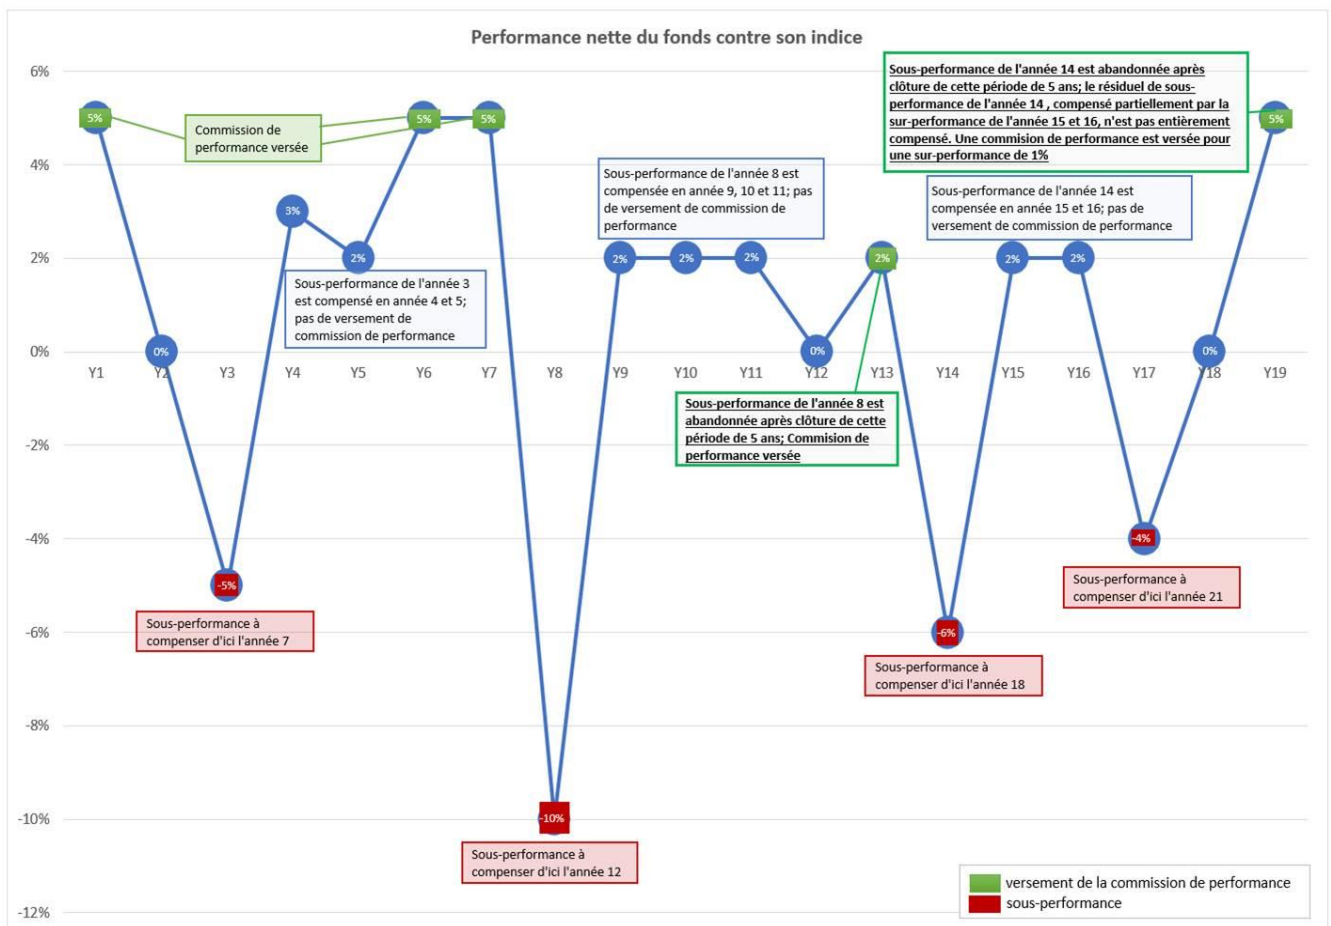 Performance nette du fonds contre son indice
6%
4%
2%
0%
-2%
-4%
-6%
-8%
-10%
-12%
Y1
Y2
Y3
Y4
Y5
Y6
Y7
Y8
Y9
Y10
Y11
Y12
Y13
Y14
Y15
Y16
Y17
Y18
Y19
5%
0%
-5%
3%
2%
5%
5%
-10%
2%
2%
2%
0%
2%
-6%
2%
2%
-4%
0%
5%
Commission de
performance versée
Sous-performance de l'année 3
est compensé en année 4 et 5;
pas de versement de
commission de performance
Sous-performance à
compenser d'ici l'année 7
Sous-performance à
compenser d'ici l'année 12
Sous-performance de l'année 8 est
compensée en année 9, 10 et 11; pas
de versement de commission de
performance
Sous-performance de l'année 8 est
abandonnée après clôture de cette
période de 5 ans; Commision de
performance versée
Sous-performance de l'année 14 est abandonnée après
clôture de cette période de 5 ans; le résiduel de sous-
performance de l'année 14 , compensé partiellement par la
sur-performance de l'année 15 et 16, n'est pas entièrement
compensé. Une commision de performance est versée pour
une sur-performance de 1%
Sous-performance de l'année 14 est
compensée en année 15 et 16; pas de
versement de commission de performance
Sous-performance à
compenser d'ici l'année 18
Sous-performance à
compenser d'ici l'année 21
versement de la commission de performance
sous-performance